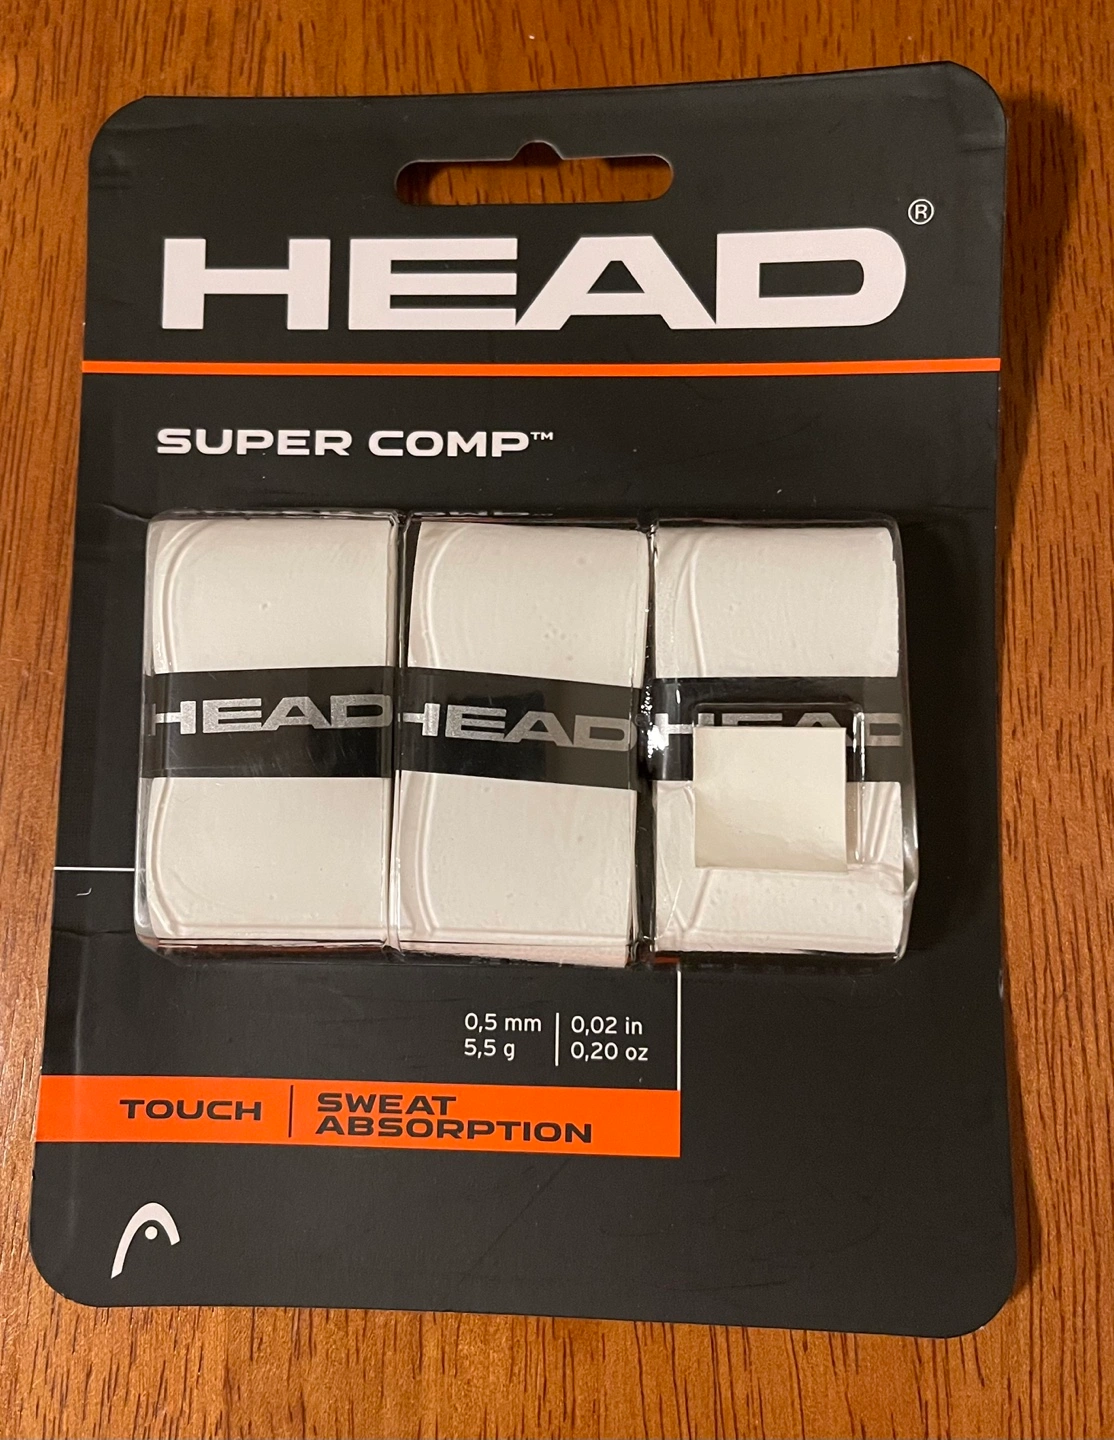 HEAD®
SUPER COMP™
HEAD HEAD HEAD
0,5 mm | 0,02 in
5,5 g | 0,20 oz
TOUCH | SWEAT
ABSORPTION